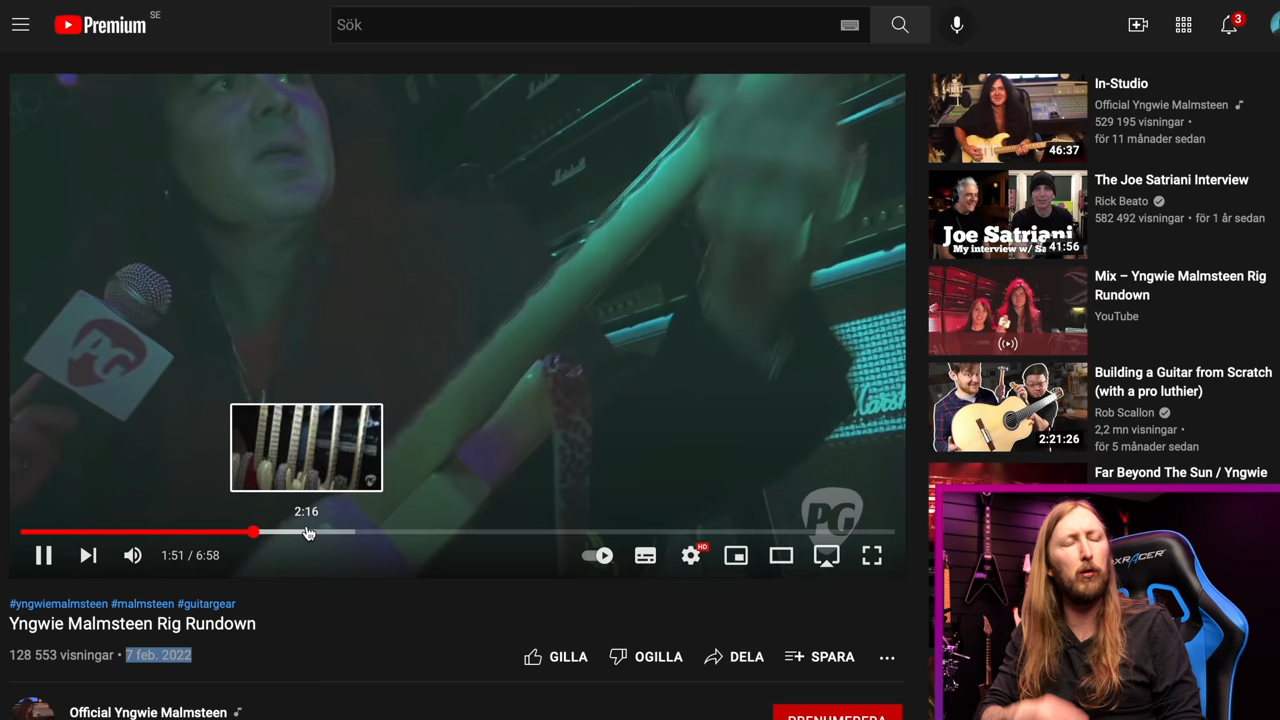 Premium
SE
Sök
3
PG
Marshall
PG
2:16
1:51 / 6:58
HD
#yngwiemalmsteen #malmsteen #guitargear
Yngwie Malmsteen Rig Rundown
128 553 visningar • 7 feb. 2022
GILLA
OGILLA
DELA
SPARA
Official Yngwie Malmsteen
PRENUMERERA
46:37
In-Studio
Official Yngwie Malmsteen
529 195 visningar •
för 11 månader sedan
Joe Satriani
41:56
The Joe Satriani Interview
Rick Beato
582 492 visningar • för 1 år sedan
Mix – Yngwie Malmsteen Rig
Rundown
YouTube
2:21:26
Building a Guitar from Scratch
(with a pro luthier)
Rob Scallon
2,2 mn visningar •
för 5 månader sedan
Far Beyond The Sun / Yngwie
DXRACER